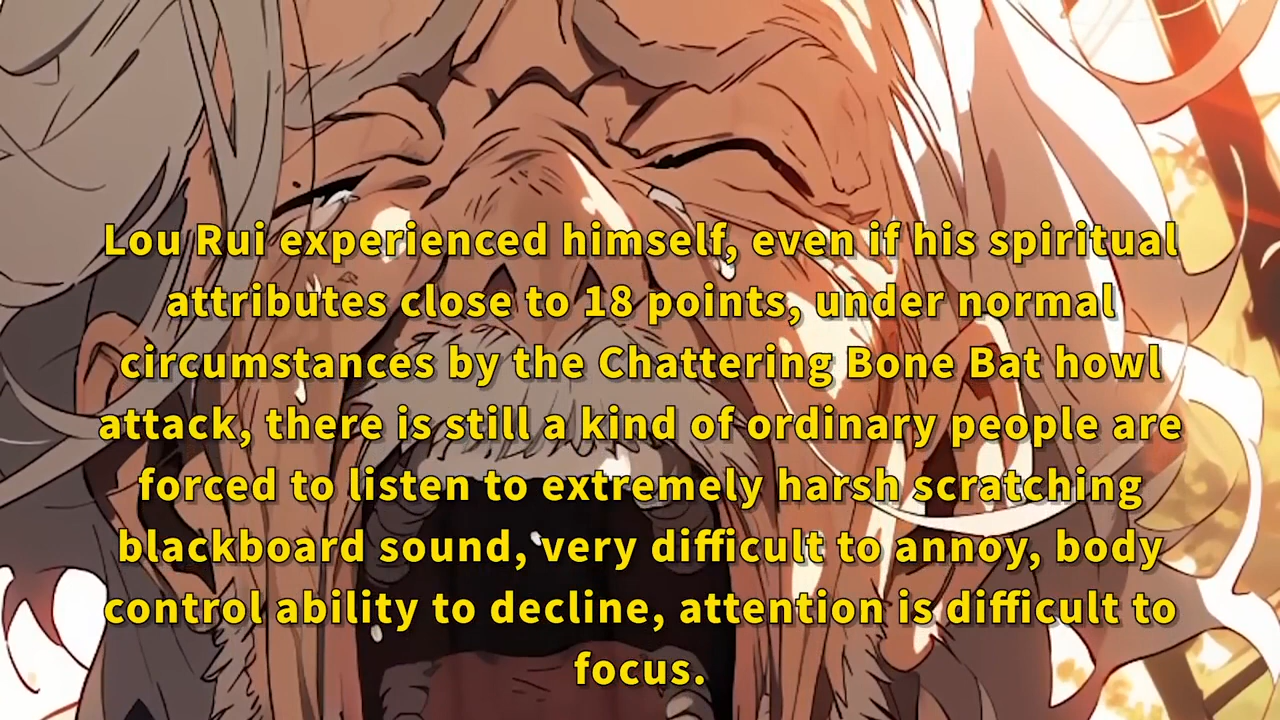 Lou Rui experienced himself, even if his spiritual
attributes close to 18 points, under normal
circumstances by the Chattering Bone Bat howl
attack, there is still a kind of ordinary people are
forced to listen to extremely harsh scratching
blackboard sound, very difficult to annoy, body
control ability to decline, attention is difficult to
focus.